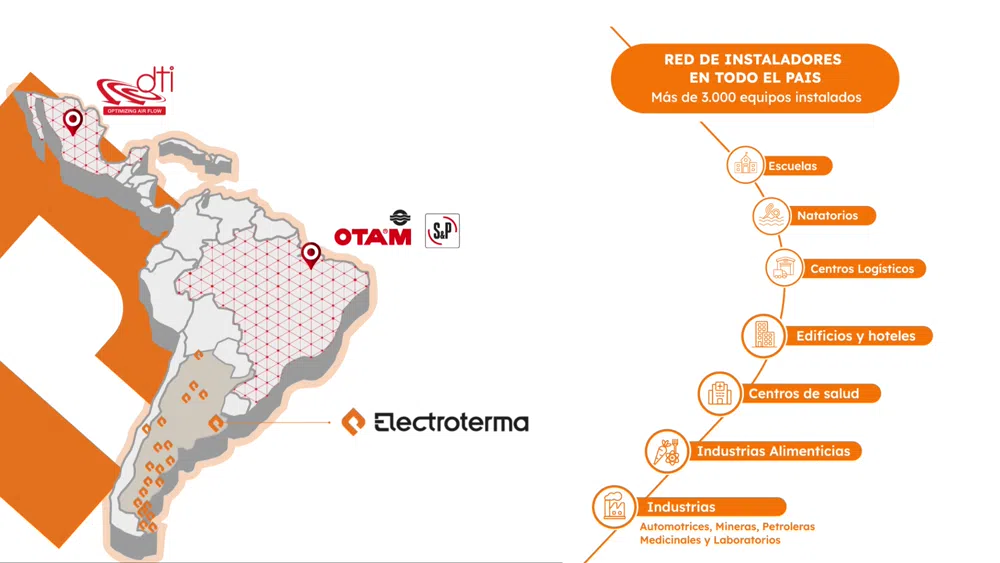 dti
OPTIMIZING AIR FLOW
OTAM
S&P
Electroterma
RED DE INSTALADORES
EN TODO EL PAIS
Más de 3.000 equipos instalados
Escuelas
Natatorios
Centros Logísticos
Edificios y hoteles
Centros de salud
Industrias Alimenticias
Industrias
Automotrices, Mineras, Petroleras
Medicinales y Laboratorios